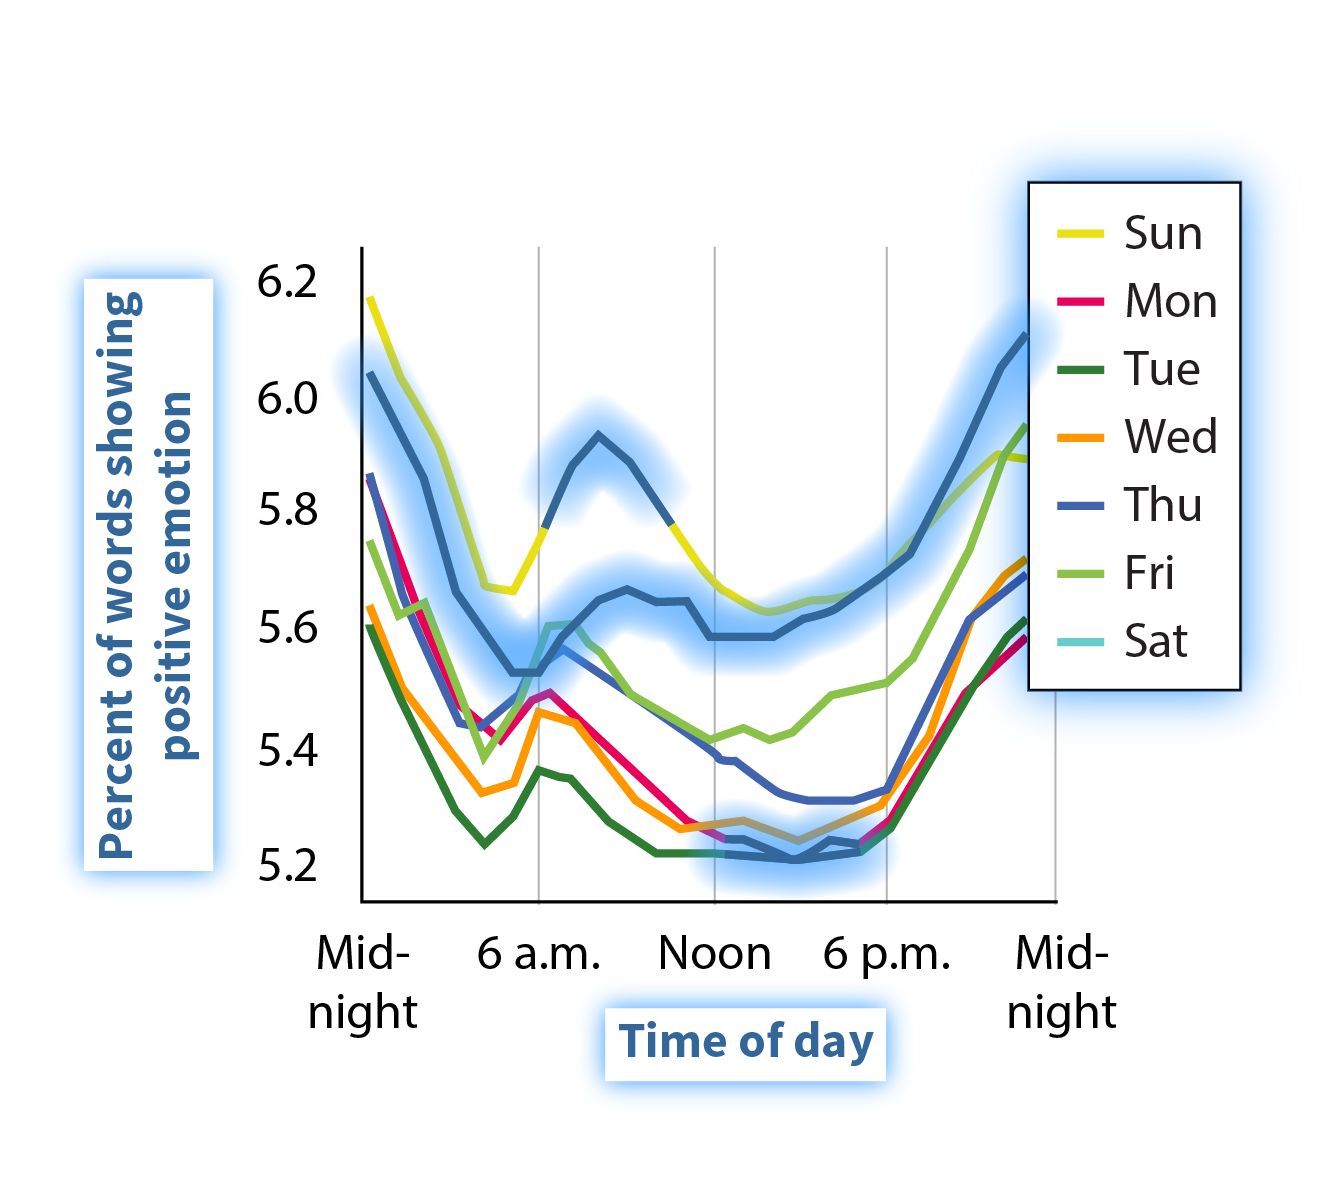 Percent of words showing
positive emotion
6.2
6.0
5.8
5.6
5.4
5.2
Mid-
night
6 a.m.
Noon
6 p.m.
Mid-
night
Time of day
Sun
Mon
Tue
Wed
Thu
Fri
Sat